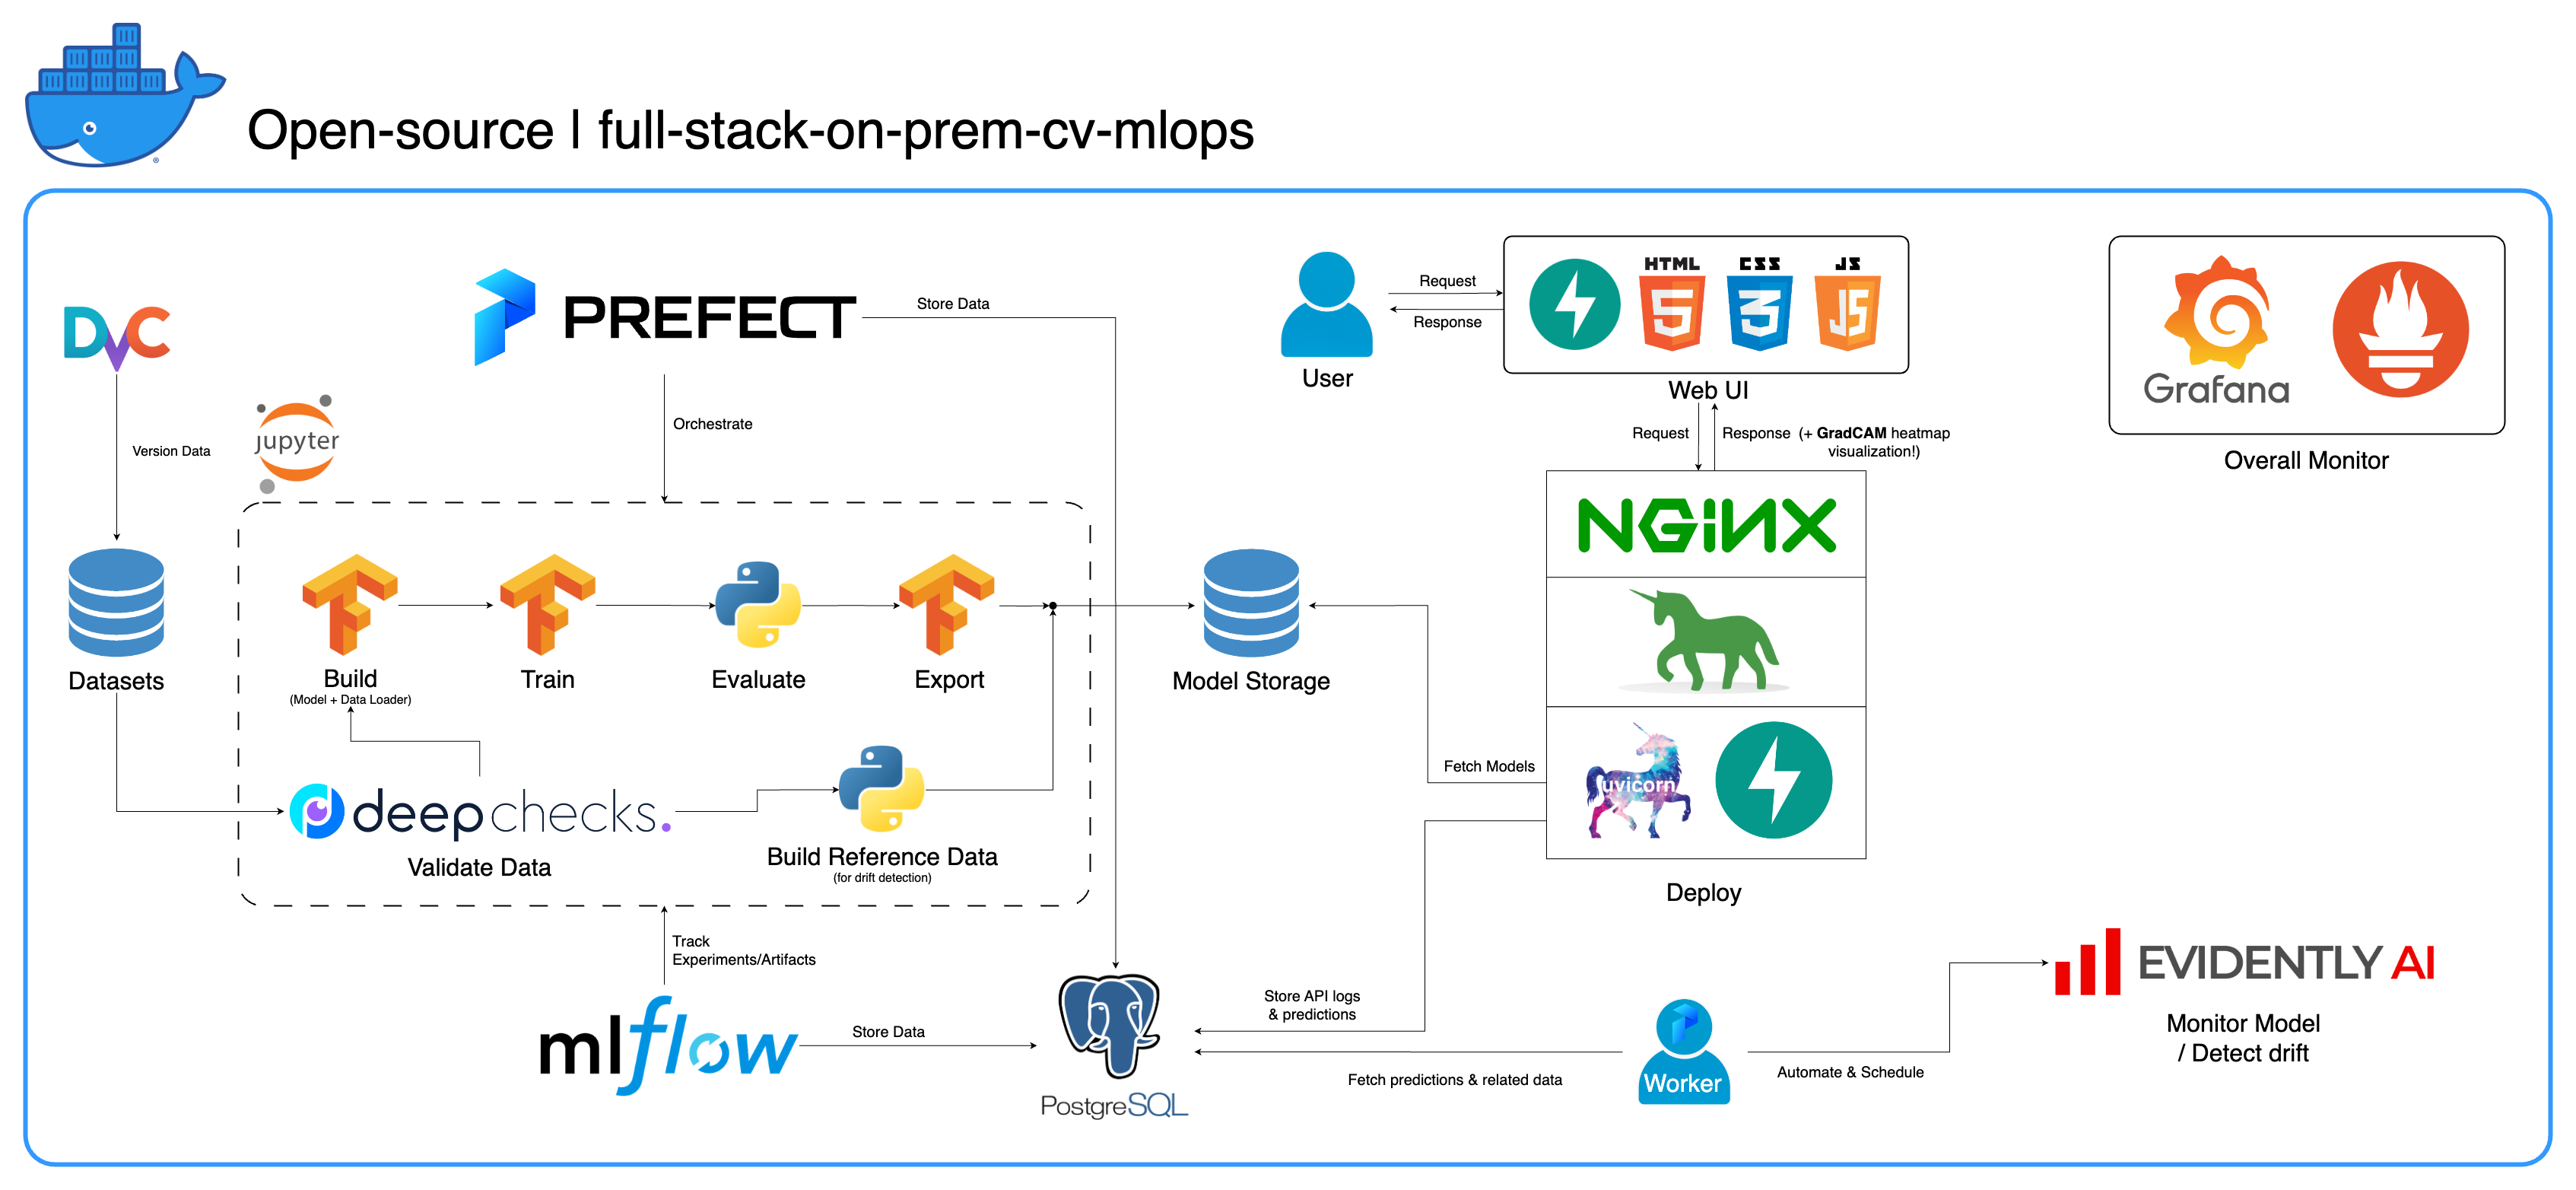 Open-source | full-stack-on-prem-cv-mlops
DVC
Version Data
Datasets
jupyter
PREFECT
Store Data
Orchestrate
Build
(Model + Data Loader)
Train
Evaluate
Export
deepchecks.
Validate Data
Build Reference Data
(for drift detection)
Track
Experiments/Artifacts
mlflow
Store Data
PostgreSQL
Model Storage
User
Request
Response
HTML
5
CSS
3
JS
JS
Web UI
Request
Response (+ GradCAM heatmap
visualization!)
NGiNX
uvicorn
Deploy
Fetch Models
Store API logs
& predictions
Fetch predictions & related data
Worker
Automate & Schedule
Grafana
Overall Monitor
EVIDENTLY AI
Monitor Model
/ Detect drift